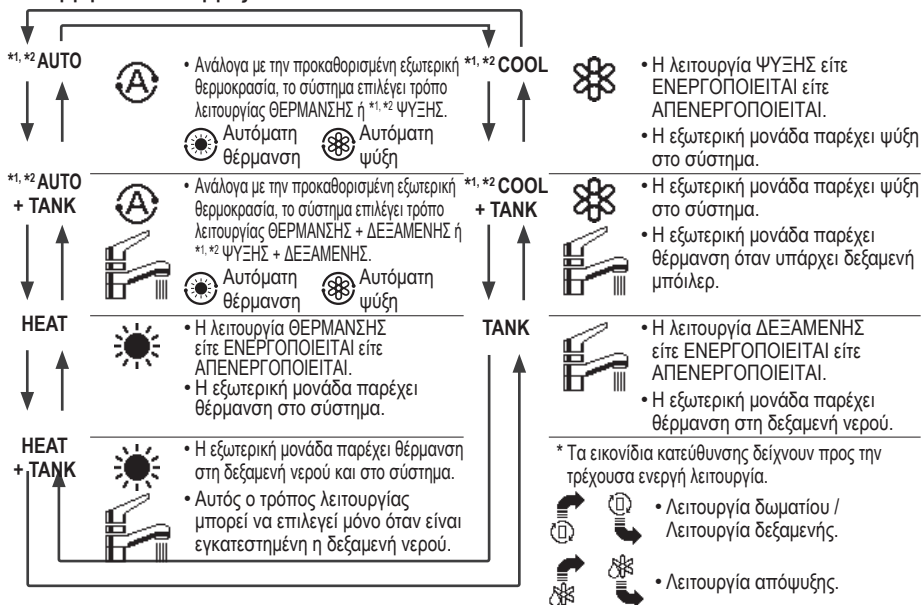 *1, *2 AUTO
• Ανάλογα με την προκαθορισμένη εξωτερική
θερμοκρασία, το σύστημα επιλέγει τρόπο
λειτουργίας ΘΕΡΜΑΝΣΗΣ ή *1, *2 ΨΥΞΗΣ.
Αυτόματη
θέρμανση
Αυτόματη
ψύξη
*1, *2 AUTO
+ TANK
• Ανάλογα με την προκαθορισμένη εξωτερική
θερμοκρασία, το σύστημα επιλέγει τρόπο
λειτουργίας ΘΕΡΜΑΝΣΗΣ + ΔΕΞΑΜΕΝΗΣ ή
*1, *2 ΨΥΞΗΣ + ΔΕΞΑΜΕΝΗΣ.
Αυτόματη
θέρμανση
Αυτόματη
ψύξη
HEAT
• Η λειτουργία ΘΕΡΜΑΝΣΗΣ
είτε ΕΝΕΡΓΟΠΟΙΕΙΤΑΙ είτε
ΑΠΕΝΕΡΓΟΠΟΙΕΙΤΑΙ.
• Η εξωτερική μονάδα παρέχει
θέρμανση στο σύστημα.
HEAT
+ TANK
• Η εξωτερική μονάδα παρέχει θέρμανση
στη δεξαμενή νερού και στο σύστημα.
• Αυτός ο τρόπος λειτουργίας
μπορεί να επιλεγεί μόνο όταν είναι
εγκατεστημένη η δεξαμενή νερού.
*1, *2 COOL
• Η λειτουργία ΨΥΞΗΣ είτε
ΕΝΕΡΓΟΠΟΙΕΙΤΑΙ είτε
ΑΠΕΝΕΡΓΟΠΟΙΕΙΤΑΙ.
• Η εξωτερική μονάδα παρέχει ψύξη
στο σύστημα.
*1, *2 COOL
+ TANK
• Η εξωτερική μονάδα παρέχει ψύξη
στο σύστημα.
• Η εξωτερική μονάδα παρέχει
θέρμανση όταν υπάρχει δεξαμενή
μπόιλερ.
TANK
• Η λειτουργία ΔΕΞΑΜΕΝΗΣ
είτε ΕΝΕΡΓΟΠΟΙΕΙΤΑΙ είτε
ΑΠΕΝΕΡΓΟΠΟΙΕΙΤΑΙ.
• Η εξωτερική μονάδα παρέχει
θέρμανση στη δεξαμενή νερού.
* Τα εικονίδια κατεύθυνσης δείχνουν προς την
τρέχουσα ενεργή λειτουργία.
• Λειτουργία δωματίου /
Λειτουργία δεξαμενής.
• Λειτουργία απόψυξης.